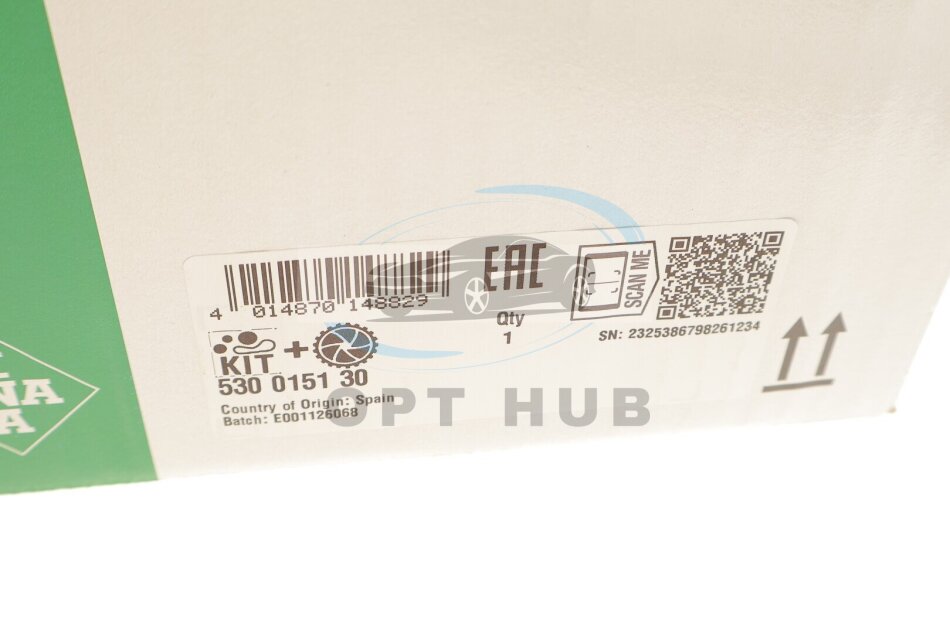 4 014870 148829
EAC
Qty
1
SCAN ME
SN: 2325386798261234
KIT +
530 0151 30
Country of Origin: Spain
Batch: E001126068
OPT HUB
NA
A